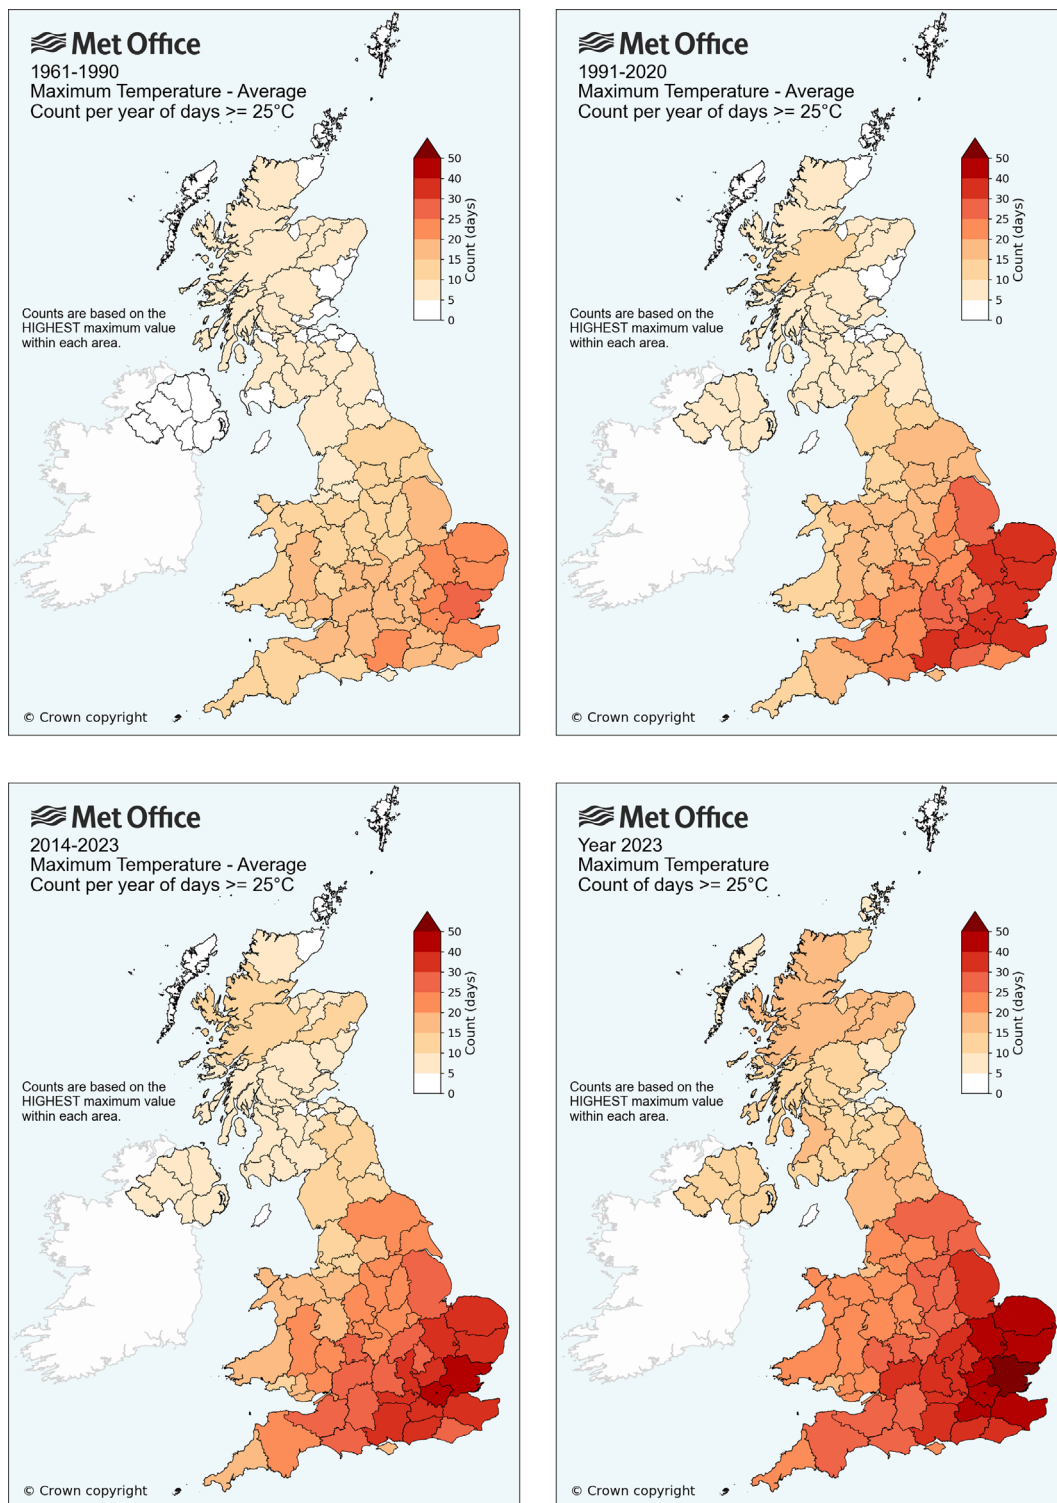 Met Office
1961-1990
Maximum Temperature - Average
Count per year of days >= 25°C
50
40
30
25
20
15
10
5
0
Count (days)
Counts are based on the
HIGHEST maximum value
within each area.
© Crown copyright
Met Office
1991-2020
Maximum Temperature - Average
Count per year of days >= 25°C
50
40
30
25
20
15
10
5
0
Count (days)
Counts are based on the
HIGHEST maximum value
within each area.
© Crown copyright
Met Office
2014-2023
Maximum Temperature - Average
Count per year of days >= 25°C
50
40
30
25
20
15
10
5
0
Count (days)
Counts are based on the
HIGHEST maximum value
within each area.
© Crown copyright
Met Office
Year 2023
Maximum Temperature
Count of days >= 25°C
50
40
30
25
20
15
10
5
0
Count (days)
Counts are based on the
HIGHEST maximum value
within each area.
© Crown copyright